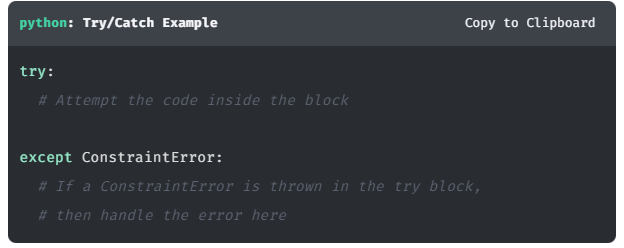 python: Try/Catch Example Copy to Clipboard
try:
# Attempt the code inside the block
except ConstraintError:
# If a ConstraintError is thrown in the try block,
# then handle the error here